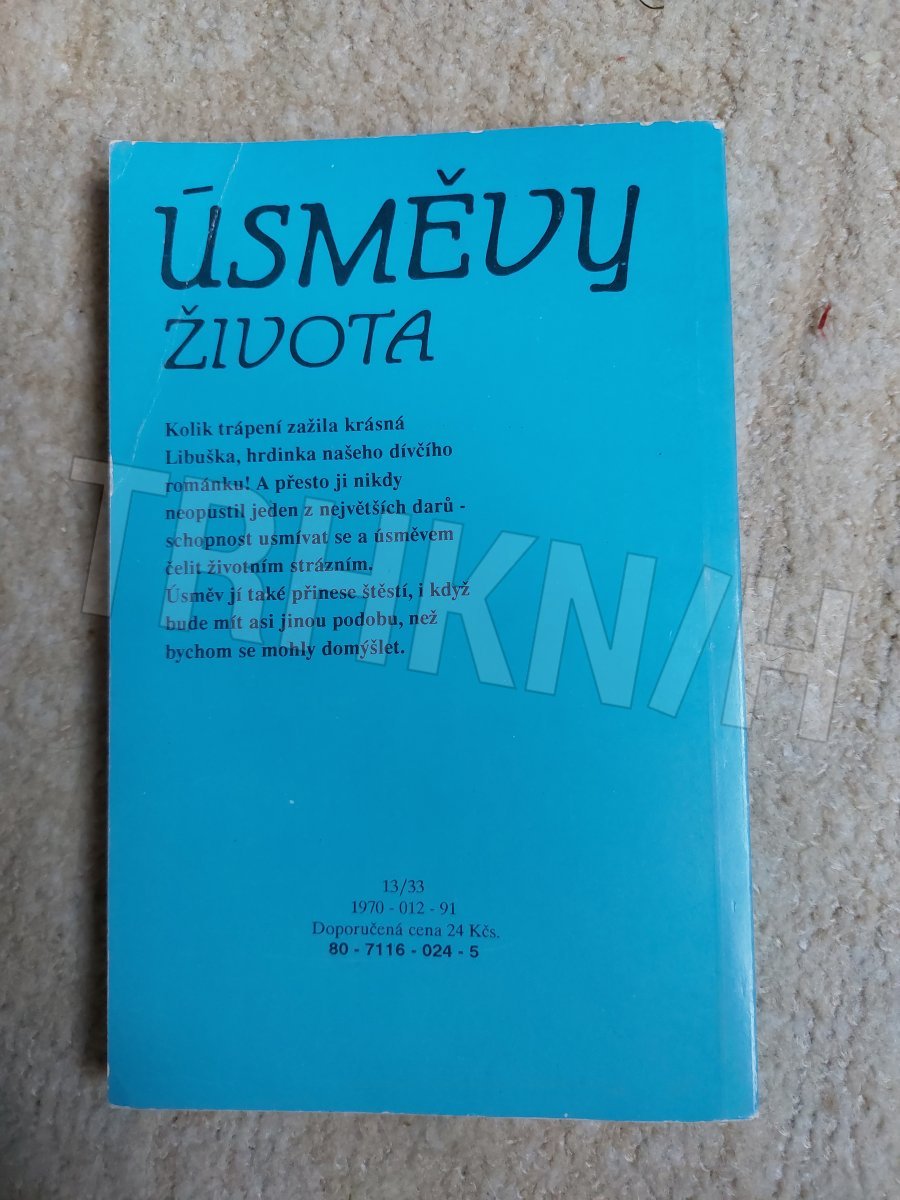 ÚSMĚVY
ŽIVOTA
Kolik trápení zažila krásná
Libuška, hrdinka našeho dívčího
románku! A přesto ji nikdy
neopustil jeden z největších darů -
schopnost usmívat se a úsměvem
čelit životním strázním.
Úsměv jí také přinese štěstí, i když
bude mít asi jinou podobu, než
bychom se mohly domýšlet.
TRHKNIH
13/33
1970 - 012 - 91
Doporučená cena 24 Kčs.
80 - 7116 - 024 - 5